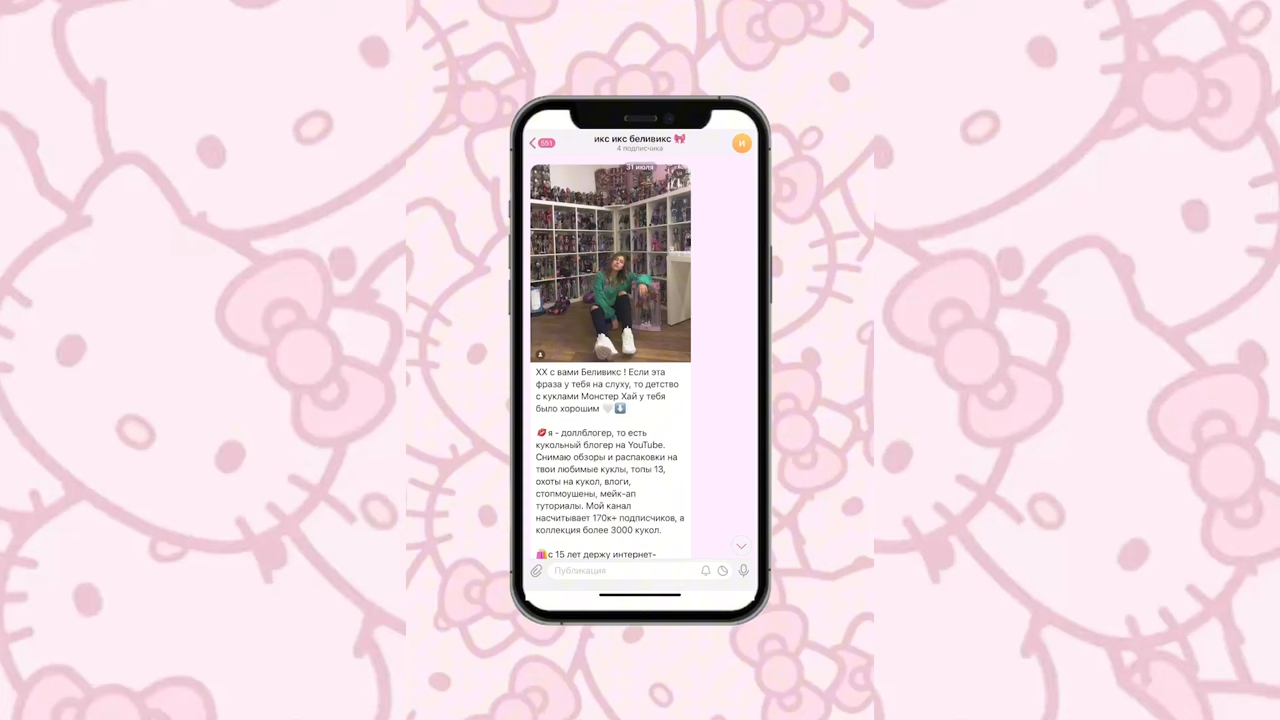 551
икс икс беливикс 🎀
4 подписчика
И
31 июля
ХХ с вами Беливикс ! Если эта
фраза у тебя на слуху, то детство
с куклами Монстер Хай у тебя
было хорошим 🤍⬇️
💋я - доллблогер, то есть
кукольный блогер на YouTube.
Снимаю обзоры и распаковки на
твои любимые куклы, топы 13,
охоты на кукол, влоги,
стопмоушены, мейк-ап
туториалы. Мой канал
насчитывает 170к+ подписчиков, а
коллекция более 3000 кукол.
🛍️с 15 лет держу интернет-
Публикация